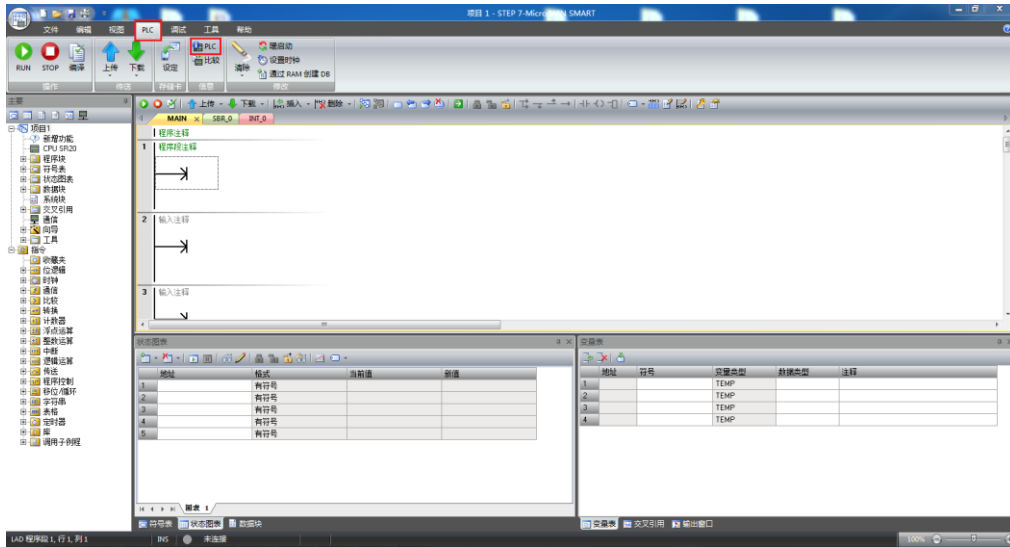 项目 1 - STEP 7-Micro/WIN SMART
文件 编辑 视图 PLC 调试 工具 帮助
RUN STOP 编译 上传 下载 设定 PLC 比较 清除 暖启动 设置时钟 通过 RAM 创建 DB
操作 传送 存储卡 信息 修改
主要
项目1
新增功能
CPU SR20
程序块
符号表
状态图表
数据块
系统块
交叉引用
通信
向导
工具
指令
收藏夹
位逻辑
时钟
通信
比较
转换
计数器
浮点运算
整数运算
中断
逻辑运算
传送
程序控制
移位/循环
字符串
表格
定时器
库
调用子例程
上传 下载 插入 删除
MAIN SBR_0 INT_0
程序注释
1 程序段注释
2 输入注释
3 输入注释
状态图表
地址 格式 当前值 新值
1 有符号
2 有符号
3 有符号
4 有符号
5 有符号
图表 1
符号表 状态图表 数据块
变量表
地址 符号 变量类型 数据类型 注释
1 TEMP
2 TEMP
3 TEMP
4 TEMP
变量表 交叉引用 输出窗口
LAD 程序段 1, 行 1, 列 1 INS 未连接 100%